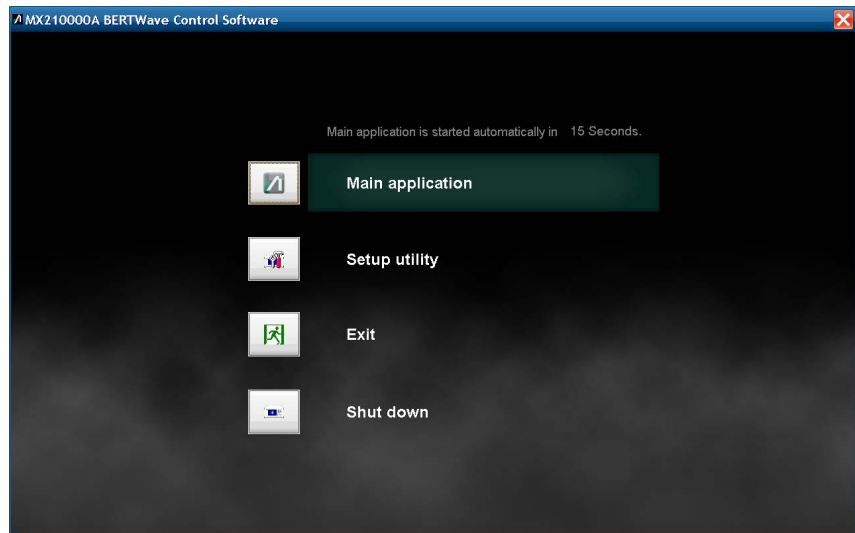 MX210000A BERTWave Control Software
Main application is started automatically in 15 Seconds.
Main application
Setup utility
Exit
Shut down